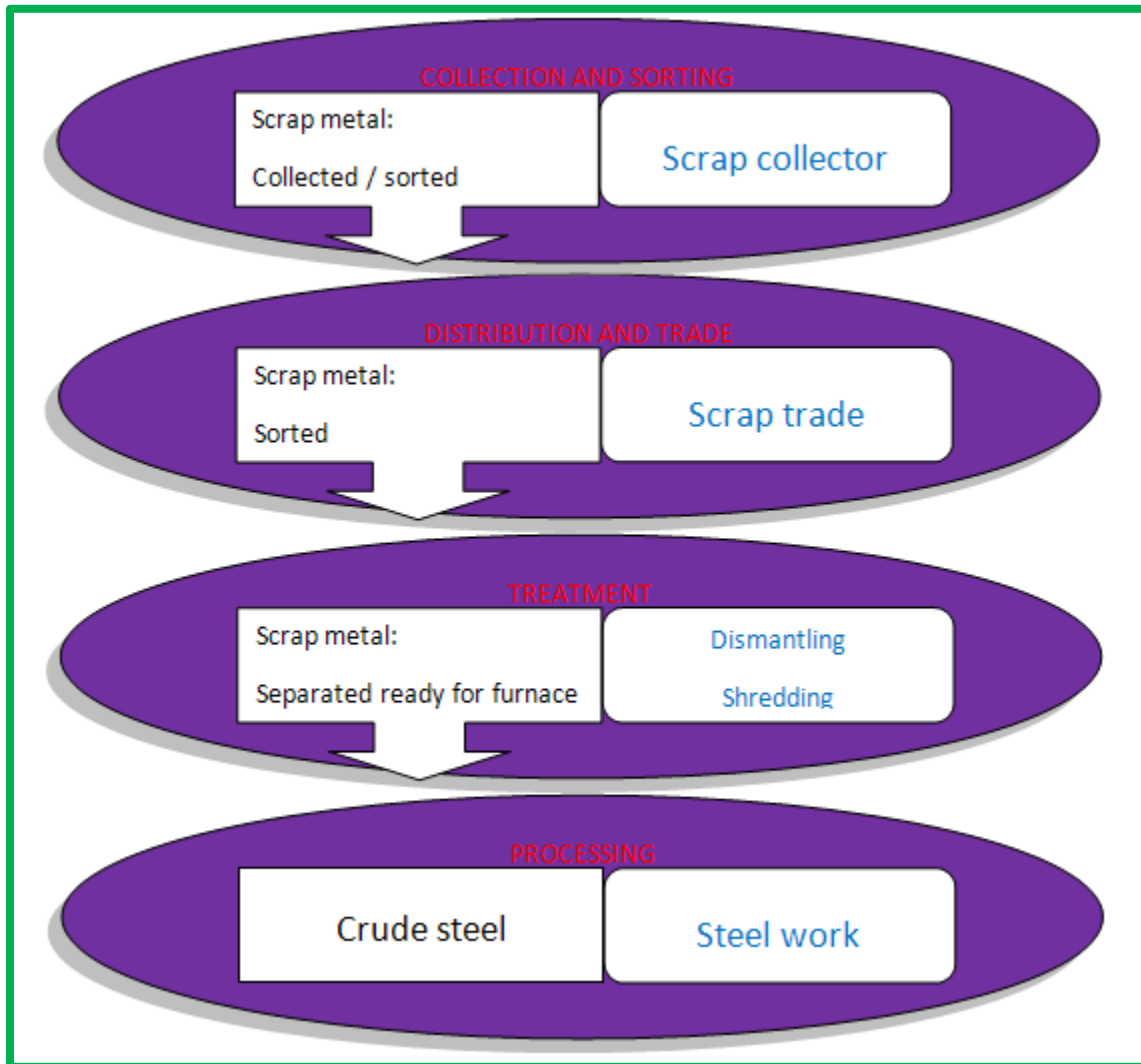 COLLECTION AND SORTING
Scrap metal:
Collected / sorted
Scrap collector
DISTRIBUTION AND TRADE
Scrap metal:
Sorted
Scrap trade
TREATMENT
Scrap metal:
Separated ready for furnace
Dismantling
Shredding
PROCESSING
Crude steel
Steel work